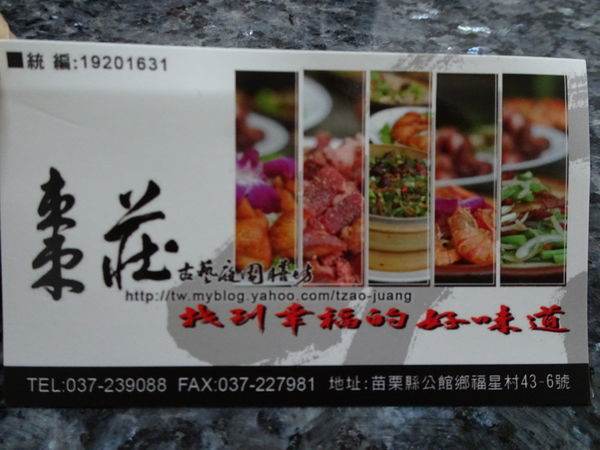 ■統 編:19201631
棗莊 古藝庭園膳坊
http://tw.myblog.yahoo.com/tzao-juang
找到幸福的好味道
TEL:037-239088 FAX:037-227981 地址:苗栗縣公館鄉福星村43-6號